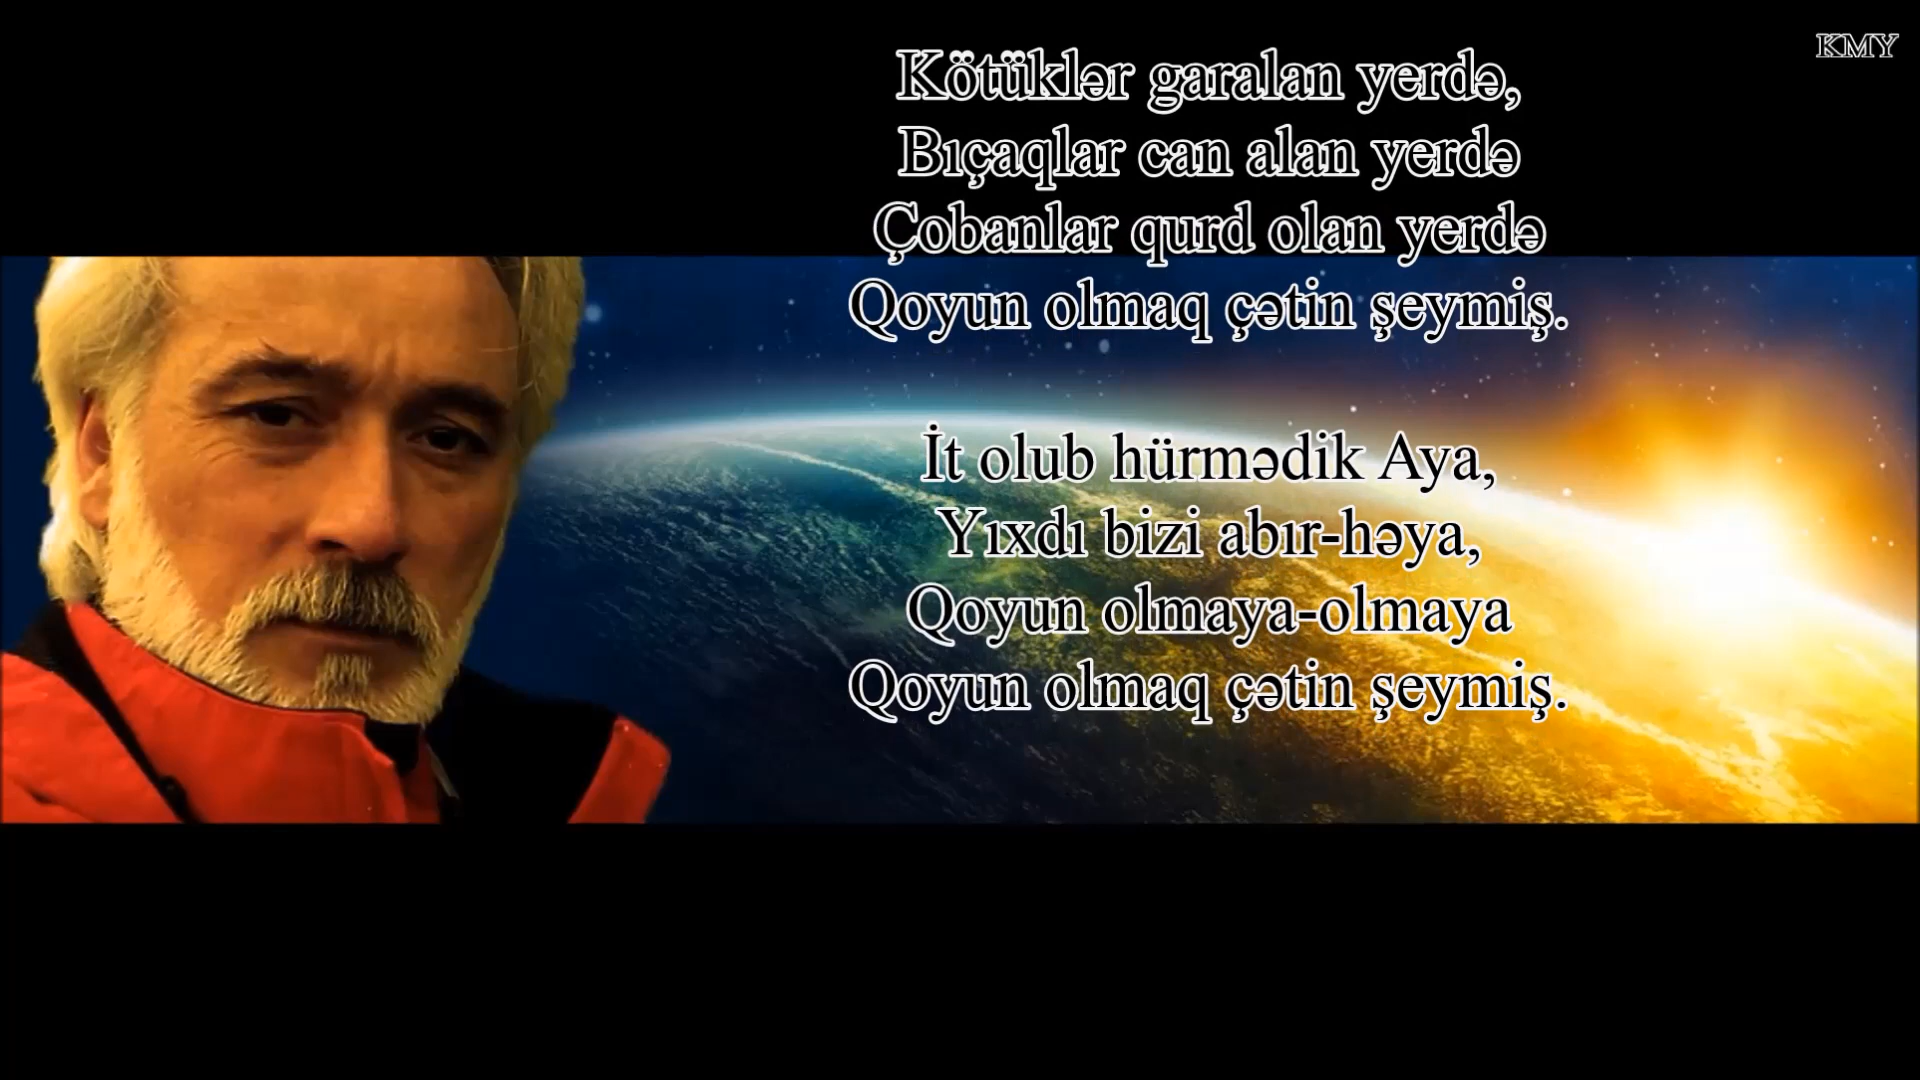 KMY
Kötüklər garalan yerdə,
Bıçaqlar can alan yerdə
Çobanlar qurd olan yerdə
Qoyun olmaq çətin şeymiş.
İt olub hürmədik Aya,
Yıxdı bizi abır-həya,
Qoyun olmaya-olmaya
Qoyun olmaq çətin şeymiş.